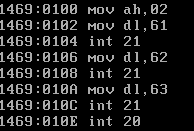 1469:0100 mov ah,02
1469:0102 mov dl,61
1469:0104 int 21
1469:0106 mov dl,62
1469:0108 int 21
1469:010A mov dl,63
1469:010C int 21
1469:010E int 20